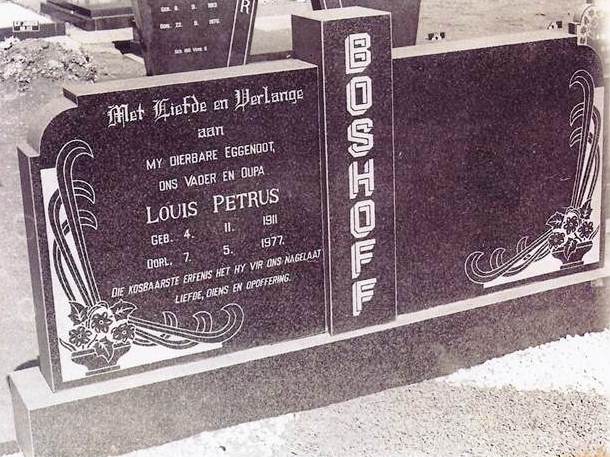 Met Liefde en Verlange
aan
MY DIERBARE EGGENOOT,
ONS VADER EN OUPA
LOUIS PETRUS
GEB. 4. 11. 1911
OORL. 7. 5. 1977.
DIE KOSBAARSTE ERFENIS HET HY VIR ONS NAGELAAT
LIEFDE, DIENS EN OPOFFERING.
BOSHOFF